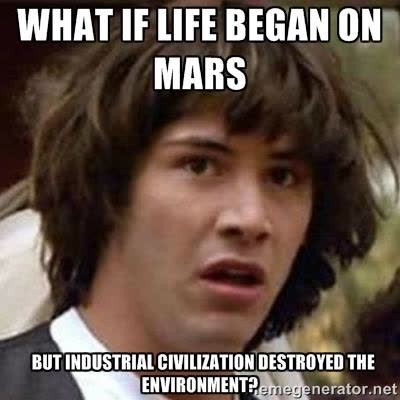 WHAT IF LIFE BEGAN ON
MARS
BUT INDUSTRIAL CIVILIZATION DESTROYED THE
ENVIRONMENT?
emegenerator.net